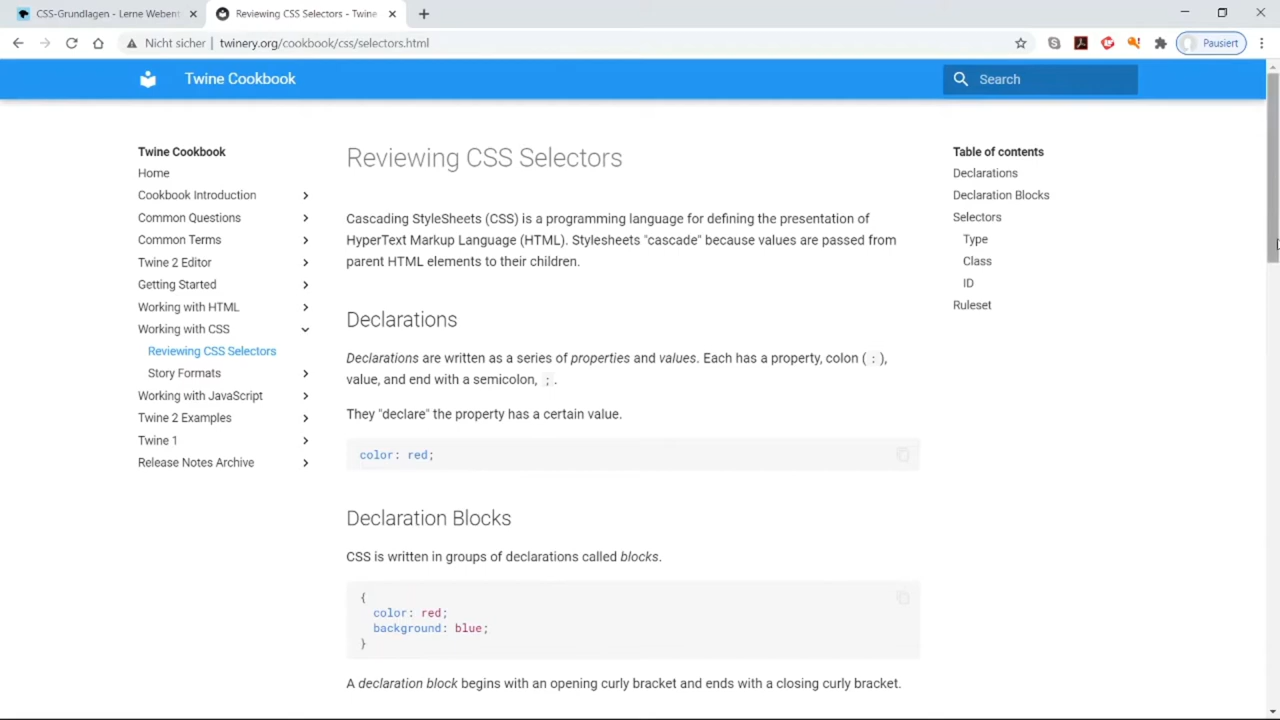 CSS-Grundlagen - Lerne Webent
Reviewing CSS Selectors - Twine
Nicht sicher | twinery.org/cookbook/css/selectors.html
Pausiert
Twine Cookbook
Search
Twine Cookbook
Home
Cookbook Introduction
Common Questions
Common Terms
Twine 2 Editor
Getting Started
Working with HTML
Working with CSS
Reviewing CSS Selectors
Story Formats
Working with JavaScript
Twine 2 Examples
Twine 1
Release Notes Archive
Reviewing CSS Selectors
Cascading StyleSheets (CSS) is a programming language for defining the presentation of
HyperText Markup Language (HTML). Stylesheets "cascade" because values are passed from
parent HTML elements to their children.
Declarations
Declarations are written as a series of properties and values. Each has a property, colon ( : ),
value, and end with a semicolon, ; .
They "declare" the property has a certain value.
color: red;
Declaration Blocks
CSS is written in groups of declarations called blocks.
{
color: red;
background: blue;
}
A declaration block begins with an opening curly bracket and ends with a closing curly bracket.
Table of contents
Declarations
Declaration Blocks
Selectors
Type
Class
ID
Ruleset